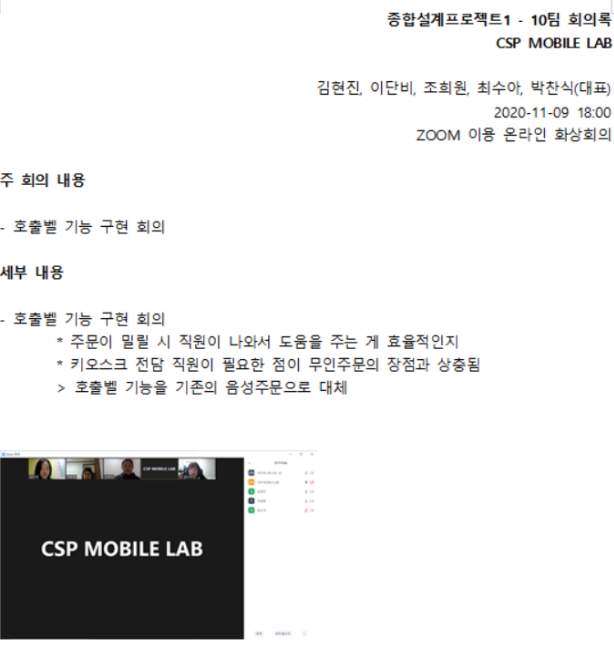 종합설계프로젝트1 - 10팀 회의록
CSP MOBILE LAB
김현진, 이단비, 조희원, 최수아, 박찬식(대표)
2020-11-09 18:00
ZOOM 이용 온라인 화상회의
주 회의 내용
- 호출벨 기능 구현 회의
세부 내용
- 호출벨 기능 구현 회의
* 주문이 밀릴 시 직원이 나와서 도움을 주는 게 효율적인지
* 키오스크 전담 직원이 필요한 점이 무인주문의 장점과 상충됨
> 호출벨 기능을 기존의 음성주문으로 대체
CSP MOBILE LAB
CSP MOBILE LAB